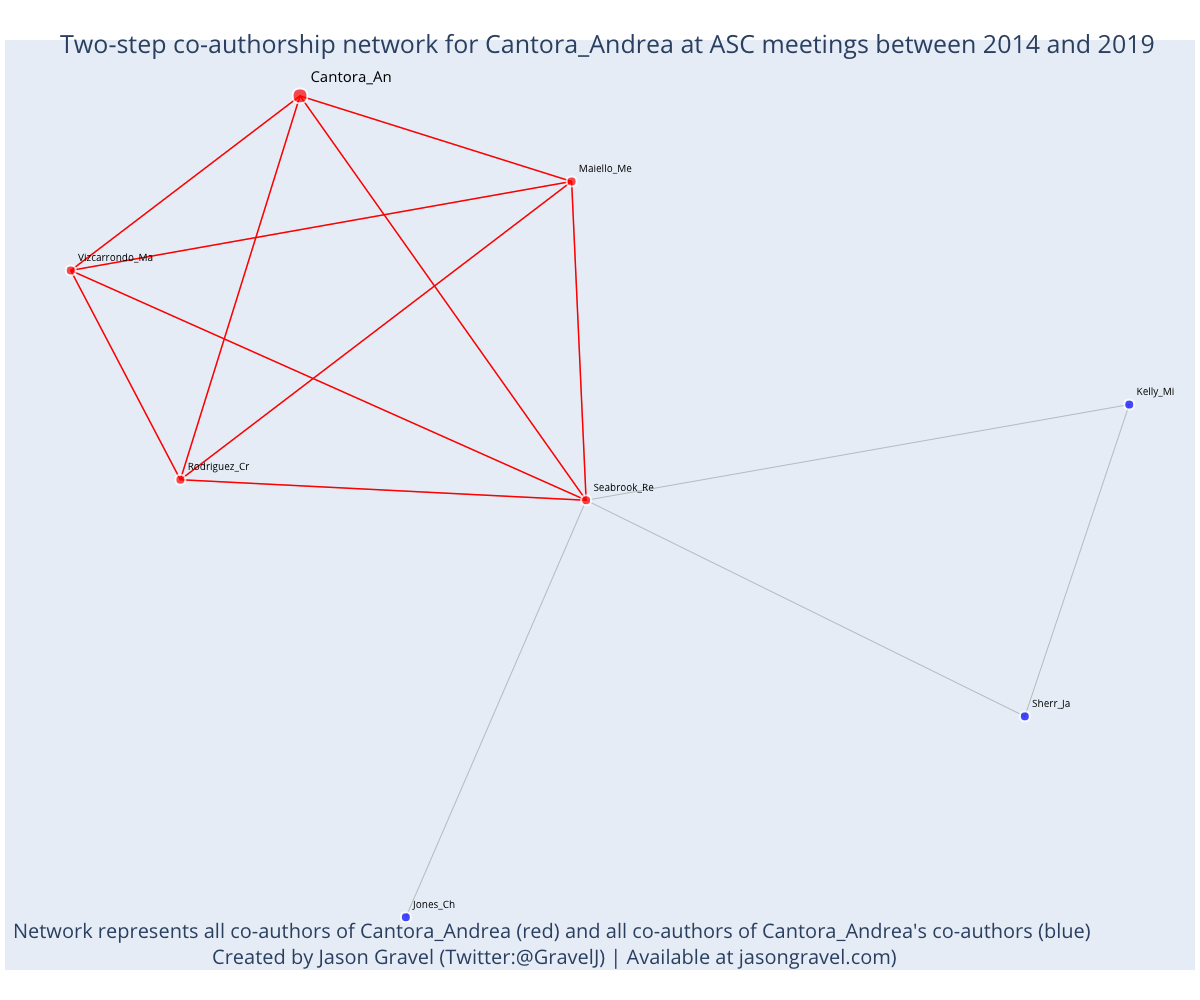 Two-step co-authorship network for Cantora_Andrea at ASC meetings between 2014 and 2019
Cantora_An
Maiello_Me
Vizcarrondo_Ma
Kelly_Mi
Rodriguez_Cr
Seabrook_Re
Sherr_Ja
Jones_Ch
Network represents all co-authors of Cantora_Andrea (red) and all co-authors of Cantora_Andrea's co-authors (blue)
Created by Jason Gravel (Twitter:@GravelJ) | Available at jasongravel.com)